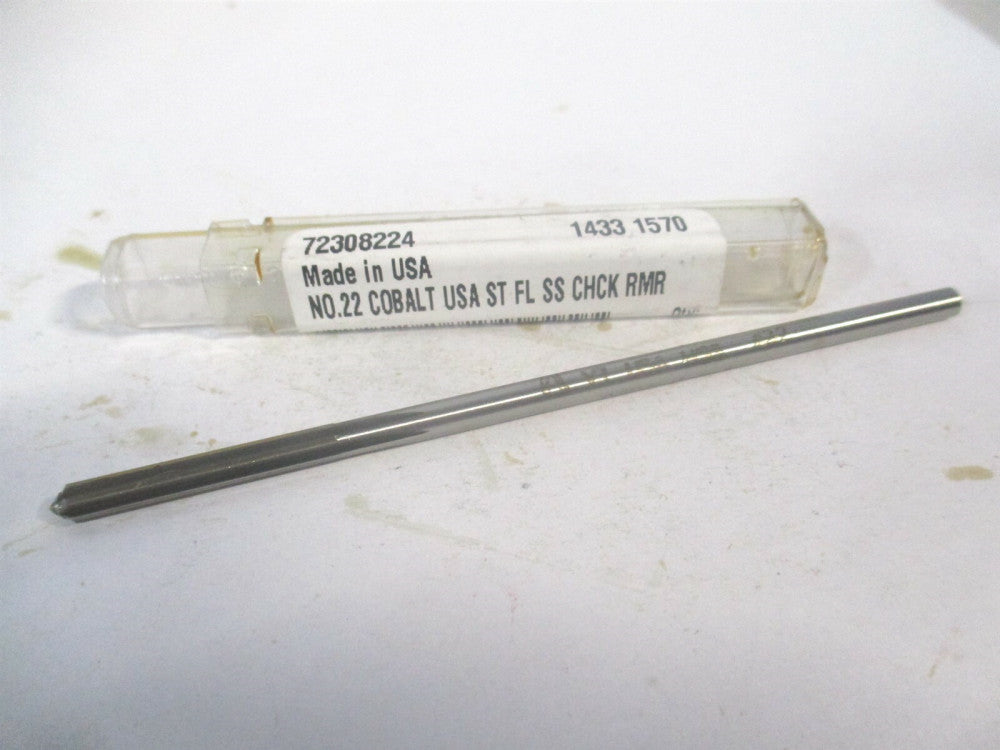 72308224 1433 1570
Made in USA
NO.22 COBALT USA ST FL SS CHCK RMR